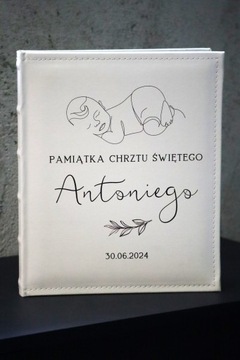 PAMIĄTKA CHRZTU ŚWIĘTEGO
Antoniego
30.06.2024